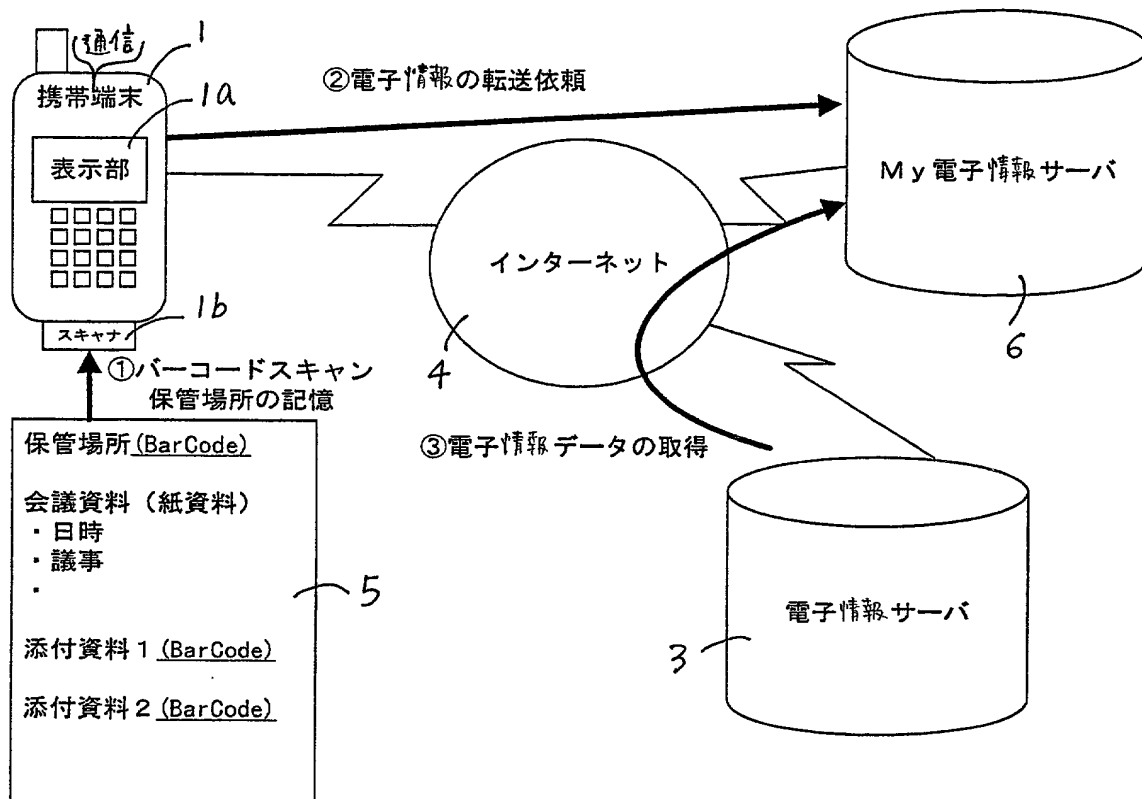 通信
1
携帯端末
1a
表示部
スキャナ
1b
①バーコードスキャン
保管場所の記憶
②電子情報の転送依頼
My電子情報サーバ
6
インターネット
4
③電子情報データの取得
電子情報サーバ
3
保管場所(BarCode)
会議資料（紙資料）
・日時
・議事
・
添付資料1(BarCode)
添付資料2(BarCode)
5